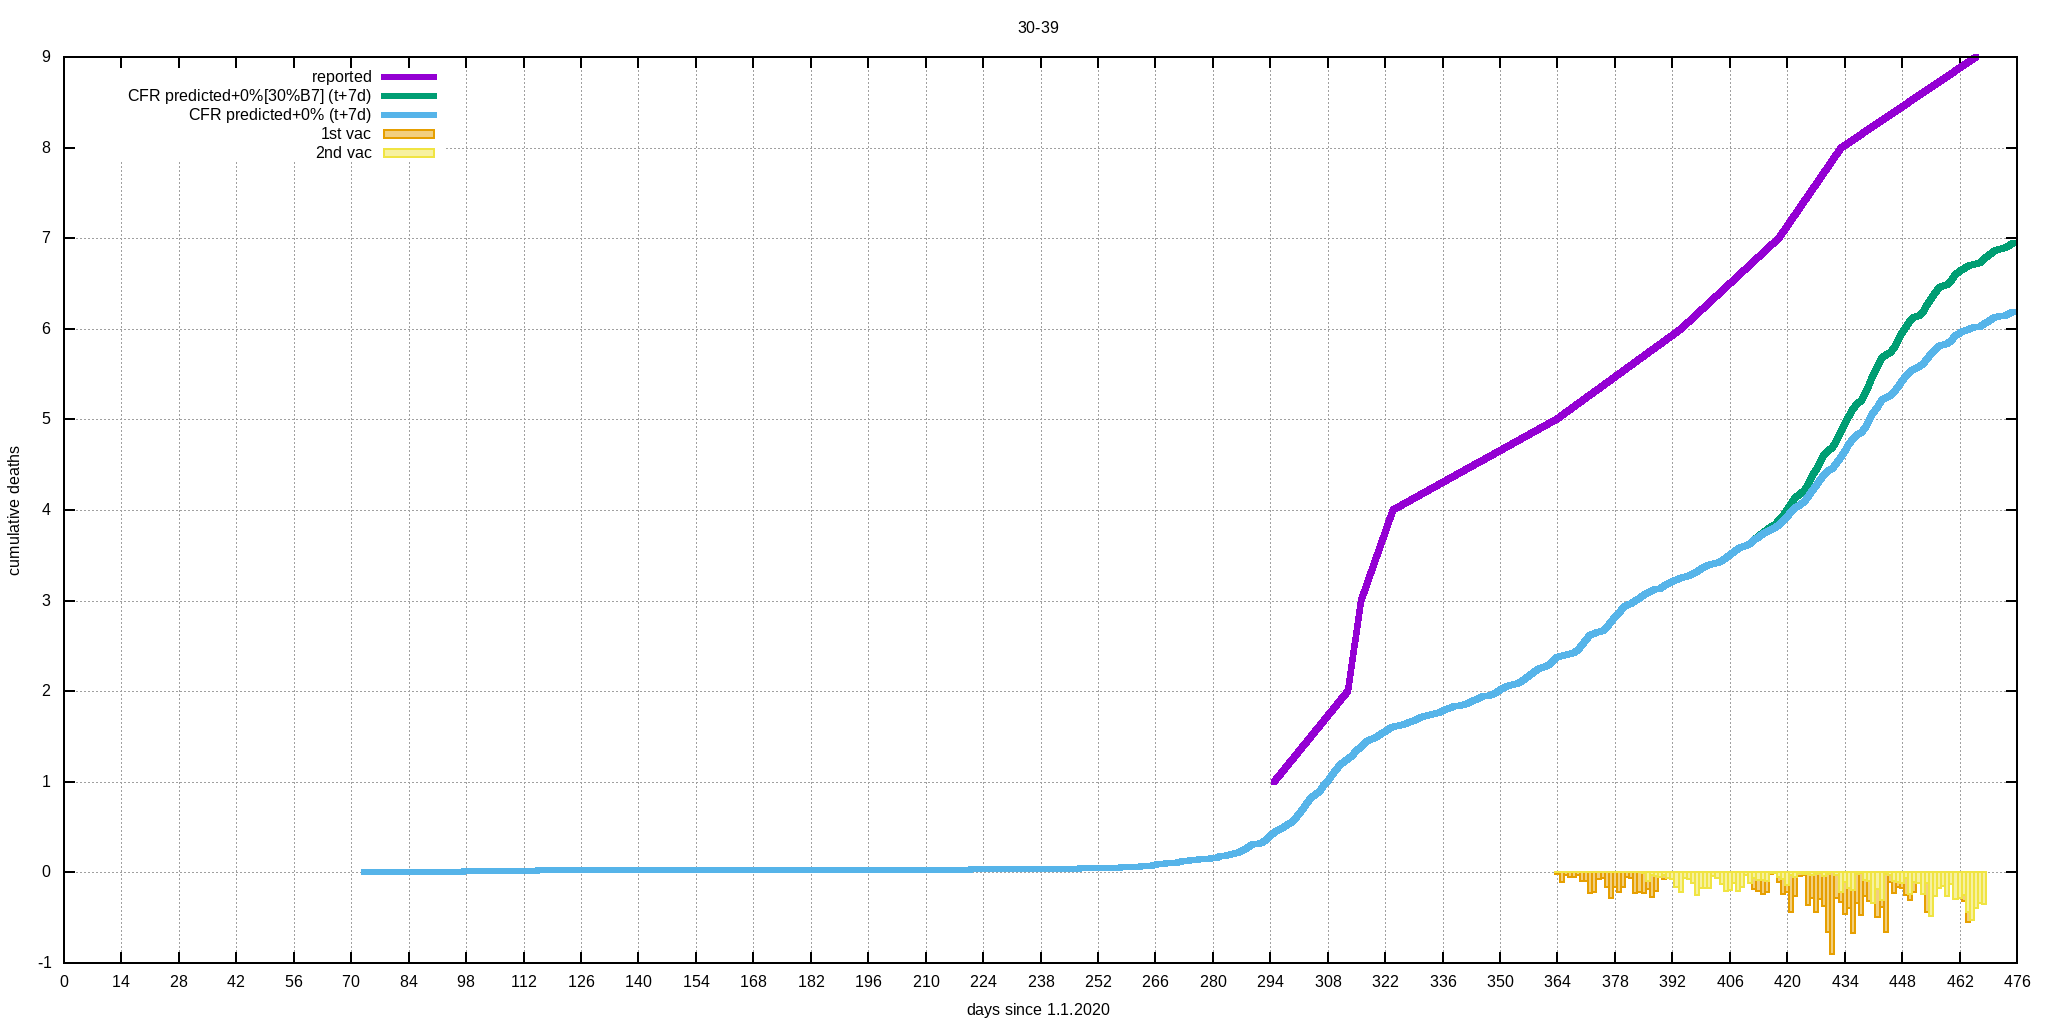 30-39
reported
CFR predicted+0%[30%B7] (t+7d)
CFR predicted+0% (t+7d)
1st vac
2nd vac
9
8
7
6
5
4
3
2
1
0
-1
cumulative deaths
0 14 28 42 56 70 84 98 112 126 140 154 168 182 196 210 224 238 252 266 280 294 308 322 336 350 364 378 392 406 420 434 448 462 476
days since 1.1.2020